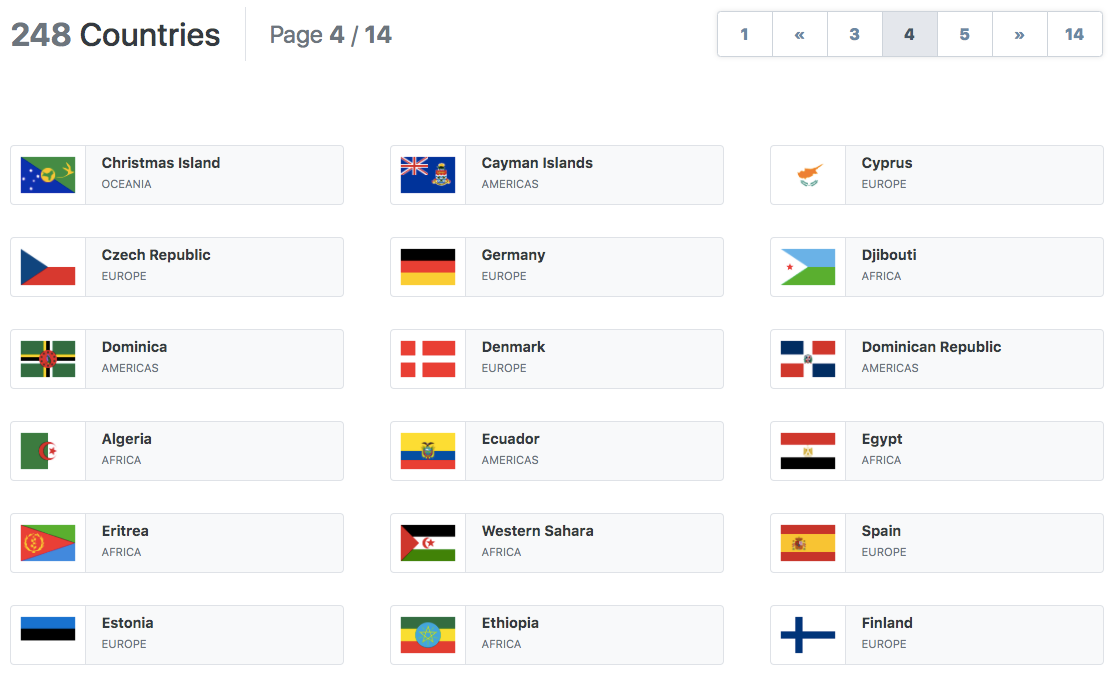 248 Countries
Page 4 / 14
1 « 3 4 5 » 14
Christmas Island
OCEANIA
Cayman Islands
AMERICAS
Cyprus
EUROPE
Czech Republic
EUROPE
Germany
EUROPE
Djibouti
AFRICA
Dominica
AMERICAS
Denmark
EUROPE
Dominican Republic
AMERICAS
Algeria
AFRICA
Ecuador
AMERICAS
Egypt
AFRICA
Eritrea
AFRICA
Western Sahara
AFRICA
Spain
EUROPE
Estonia
EUROPE
Ethiopia
AFRICA
Finland
EUROPE